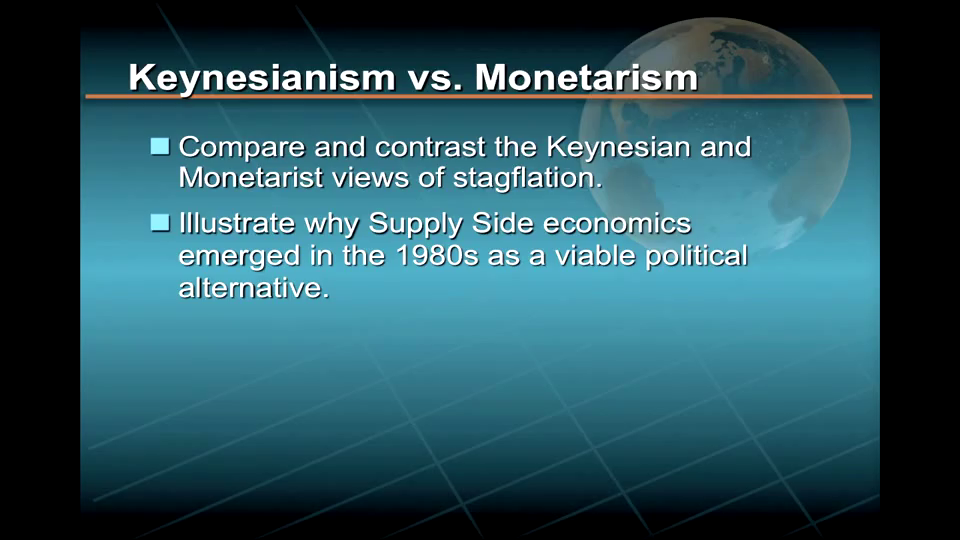 Keynesianism vs. Monetarism
Compare and contrast the Keynesian and
Monetarist views of stagflation.
Illustrate why Supply Side economics
emerged in the 1980s as a viable political
alternative.